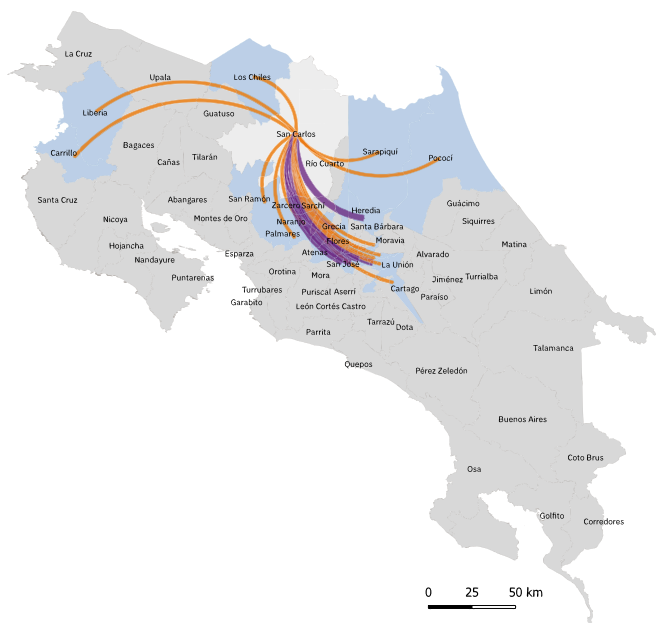 La Cruz
Upala
Los Chiles
Liberia
Guatuso
San Carlos
Bagaces
Carrillo
Cañas
Tilarán
Río Cuarto
Sarapiquí
Pococí
Santa Cruz
Abangares
San Ramón
Zarcero
Sarchí
Heredia
Guácimo
Nicoya
Montes de Oro
Naranjo
Grecia
Santa Bárbara
Siquirres
Palmares
Hojancha
Flores
Moravia
Matina
Nandayure
Esparza
Atenas
Alvarado
San José
La Unión
Puntarenas
Orotina
Mora
Jiménez
Turrialba
Turrubares
Puriscal
Aserrí
Cartago
Paraíso
Limón
Garabito
León Cortés Castro
Tarrazú
Dota
Parrita
Talamanca
Quepos
Pérez Zeledón
Buenos Aires
Coto Brus
Osa
Golfito
Corredores
0 25 50 km